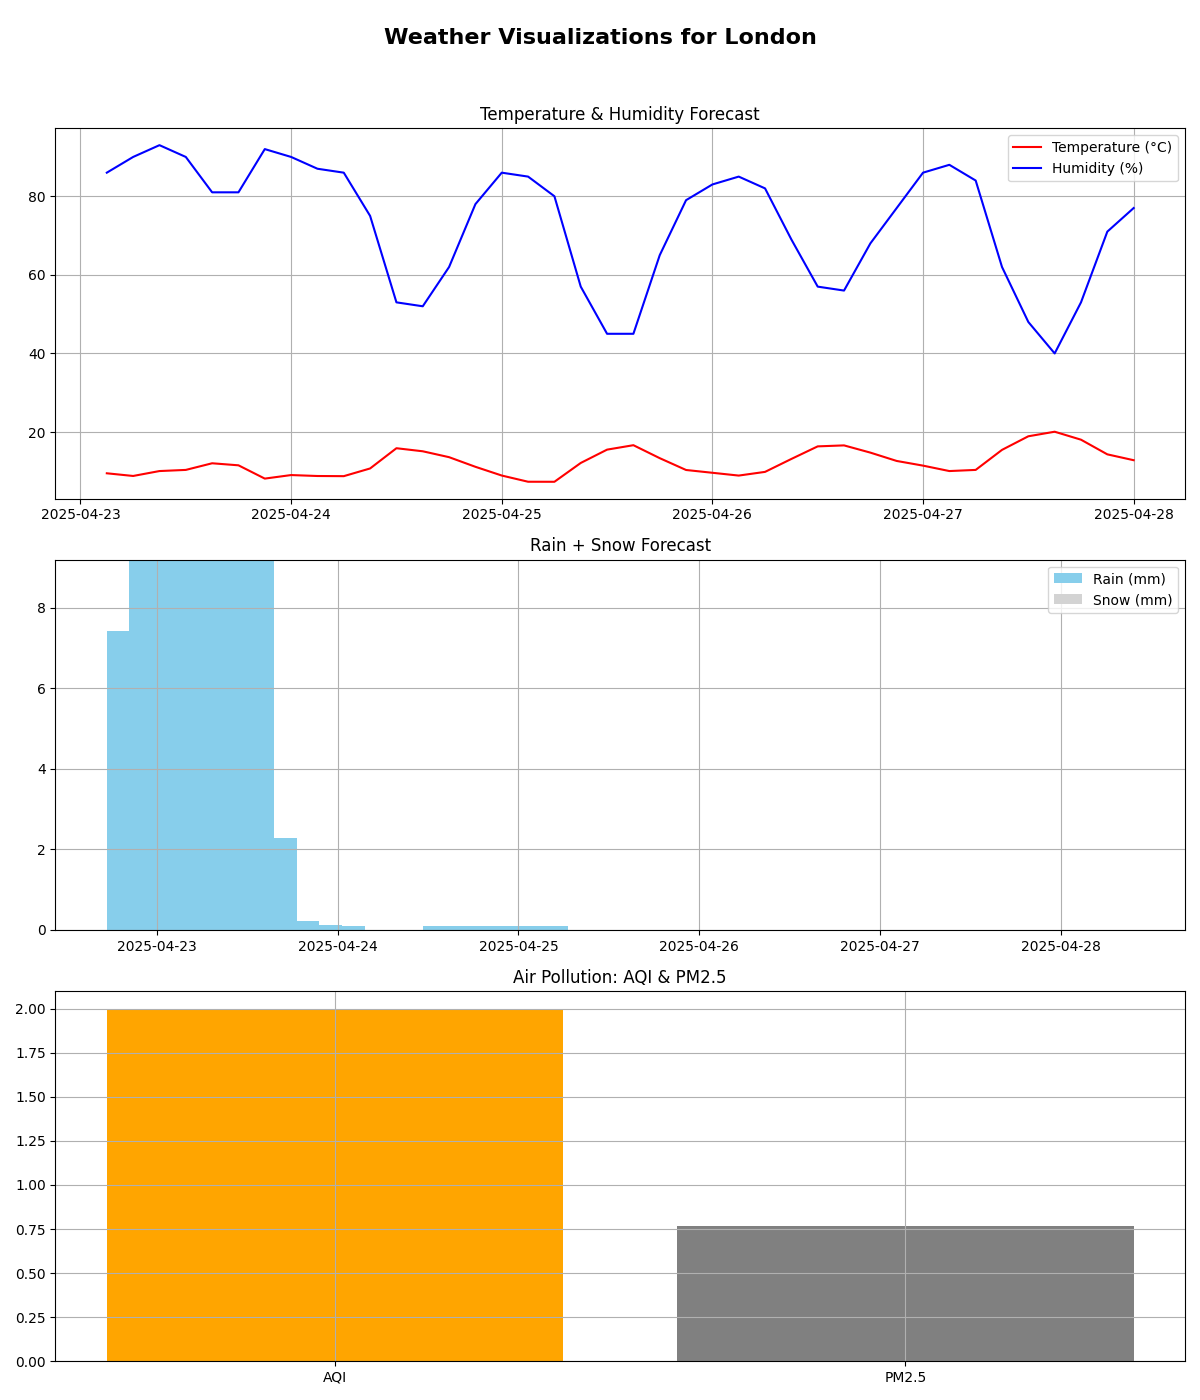 Weather Visualizations for London
Temperature & Humidity Forecast
Temperature (°C)
Humidity (%)
80
60
40
20
2025-04-23 2025-04-24 2025-04-25 2025-04-26 2025-04-27 2025-04-28
Rain + Snow Forecast
Rain (mm)
Snow (mm)
8
6
4
2
0
2025-04-23 2025-04-24 2025-04-25 2025-04-26 2025-04-27 2025-04-28
Air Pollution: AQI & PM2.5
2.00
1.75
1.50
1.25
1.00
0.75
0.50
0.25
0.00
AQI PM2.5